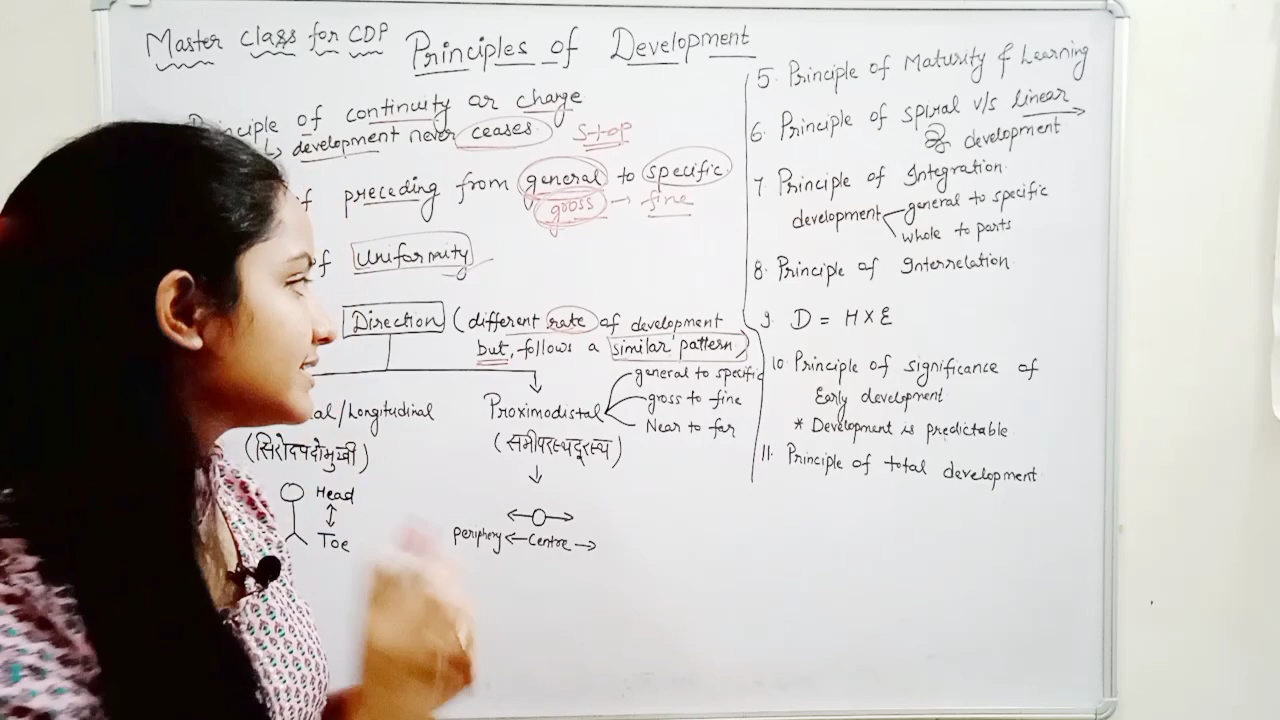 Master class for CDP Principles of Development
Principle of continuity or change
development never ceases. Stop
of preceding from general to specific
gross → fine
of Uniformity
Direction (different rate of development
but, follows a similar pattern)
general to specific
/Longitudinal Proximodistal gross to fine
(सिरोदपदोमुखी) (समीपरस्थदूरस्थ) Near to far
Head
Toe
periphery ← Centre →
5. Principle of Maturity & Learning
6. Principle of spiral v/s linear
development
7. Principle of Integration.
development general to specific
whole to parts
8. Principle of Interrelation
9. D = H X E
10. Principle of significance of
Early development
* Development is predictable
11. Principle of total development